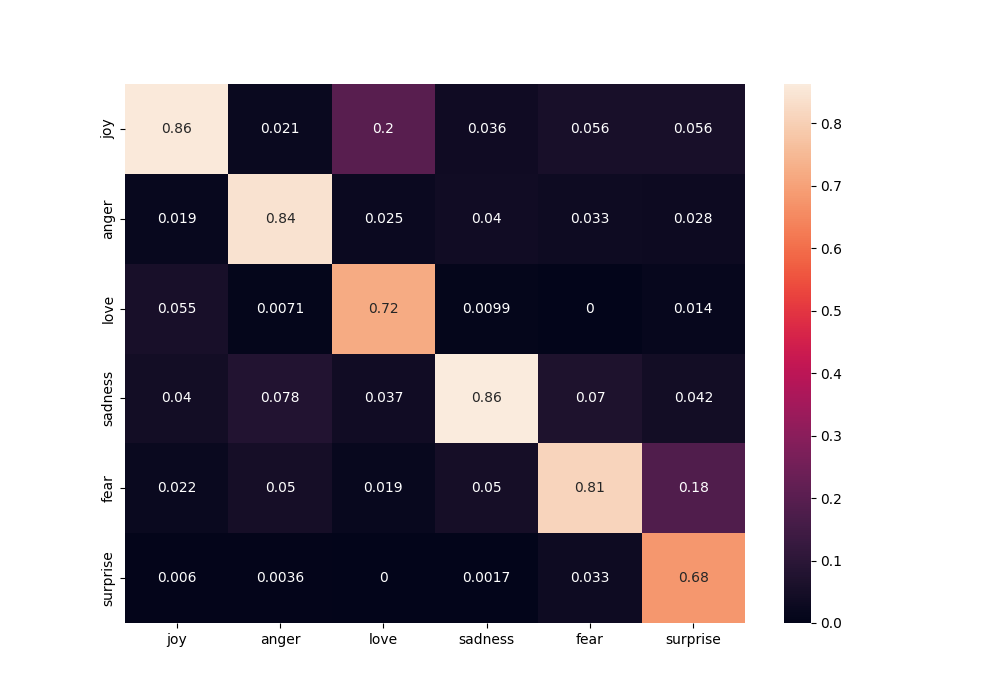 joy 0.86 0.021 0.2 0.036 0.056 0.056 0.8
anger 0.019 0.84 0.025 0.04 0.033 0.028 0.7
0.6
love 0.055 0.0071 0.72 0.0099 0 0.014 0.5
0.4
sadness 0.04 0.078 0.037 0.86 0.07 0.042
0.3
fear 0.022 0.05 0.019 0.05 0.81 0.18 0.2
0.1
surprise 0.006 0.0036 0 0.0017 0.033 0.68
0.0
joy anger love sadness fear surprise